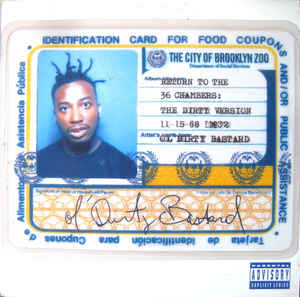 IDENTIFICATION CARD FOR FOOD COUPONS
AND/OR PUBLIC ASSISTANCE
THE CITY OF BROOKLYN ZOO
Department of Social Services
RETURN TO THE
36 CHAMBERS:
THE DIRTY VERSION
11-15-68
OL DIRTY BASTARD
Ol' Dirty Bastard
Tarjeta de identificación para Cupones de
Alimentos
Asistencia Pública
PARENTAL
ADVISORY
EXPLICIT LYRICS